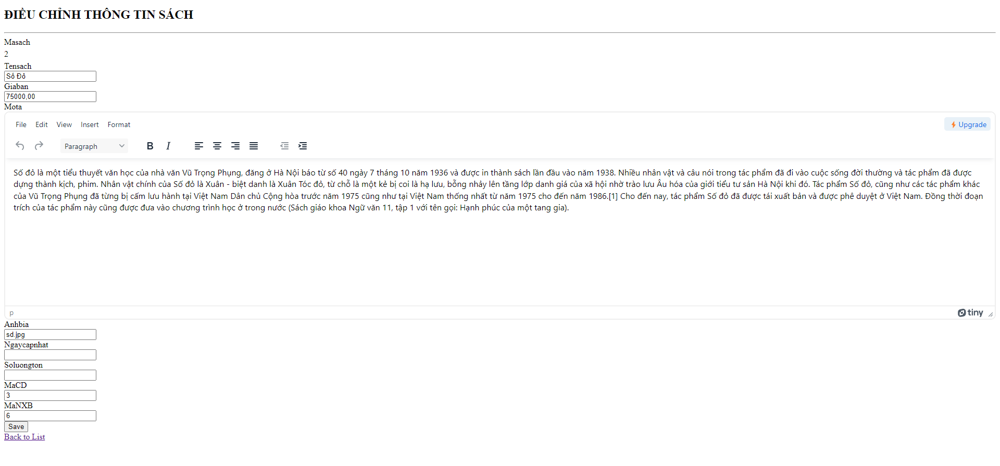 ĐIỀU CHỈNH THÔNG TIN SÁCH
Masach
2
Tensach
Số Đỏ
Giaban
75000,00
Mota
File Edit View Insert Format Upgrade
Paragraph B I
Số đỏ là một tiểu thuyết văn học của nhà văn Vũ Trọng Phụng, đăng ở Hà Nội báo từ số 40 ngày 7 tháng 10 năm 1936 và được in thành sách lần đầu vào năm 1938. Nhiều nhân vật và câu nói trong tác phẩm đã đi vào cuộc sống đời thường và tác phẩm đã được
dựng thành kịch, phim. Nhân vật chính của Số đỏ là Xuân - biệt danh là Xuân Tóc đỏ, từ chỗ là một kẻ bị coi là hạ lưu, bỗng nhảy lên tầng lớp danh giá của xã hội nhờ trào lưu Âu hóa của giới tiểu tư sản Hà Nội khi đó. Tác phẩm Số đỏ, cũng như các tác phẩm khác
của Vũ Trọng Phụng đã từng bị cấm lưu hành tại Việt Nam Dân chủ Cộng hòa trước năm 1975 cũng như tại Việt Nam thống nhất từ năm 1975 cho đến năm 1986.[1] Cho đến nay, tác phẩm Số đỏ đã được tái xuất bản và được phê duyệt ở Việt Nam. Đồng thời đoạn
trích của tác phẩm này cũng được đưa vào chương trình học ở trong nước (Sách giáo khoa Ngữ văn 11, tập 1 với tên gọi: Hạnh phúc của một tang gia).
p tiny
Anhbia
sd.jpg
Ngaycapnhat
Soluongton
MaCD
3
MaNXB
6
Save
Back to List